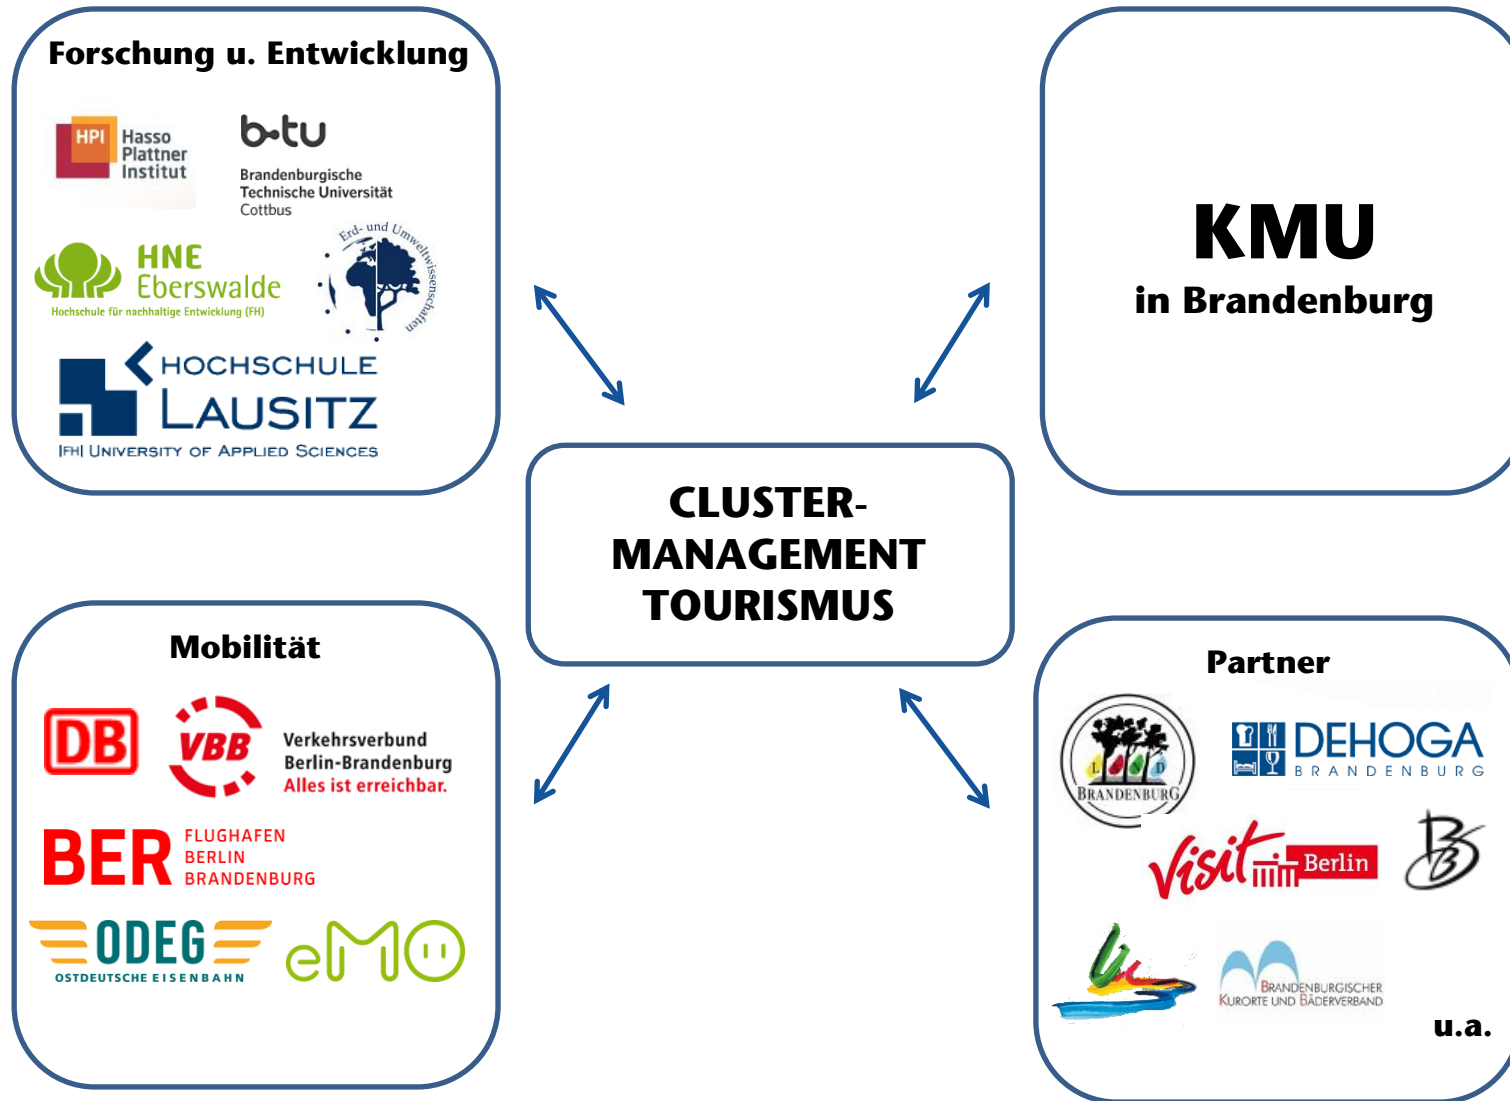 Forschung u. Entwicklung
HPI
Hasso
Plattner
Institut
b-tu
Brandenburgische
Technische Universität
Cottbus
HNE
Eberswalde
Hochschule für nachhaltige Entwicklung (FH)
Erd- und Umweltwissenschaften
HOCHSCHULE
LAUSITZ
[FH] UNIVERSITY OF APPLIED SCIENCES
KMU
in Brandenburg
CLUSTER-
MANAGEMENT
TOURISMUS
Mobilität
DB
VBB
Verkehrsverbund
Berlin-Brandenburg
Alles ist erreichbar.
BER
FLUGHAFEN
BERLIN
BRANDENBURG
ODEG
OSTDEUTSCHE EISENBAHN
eMO
Partner
LAND
BRANDENBURG
DEHOGA
BRANDENBURG
visit Berlin
BB
BRANDENBURGISCHER
KURORTE UND BÄDERVERBAND
u.a.